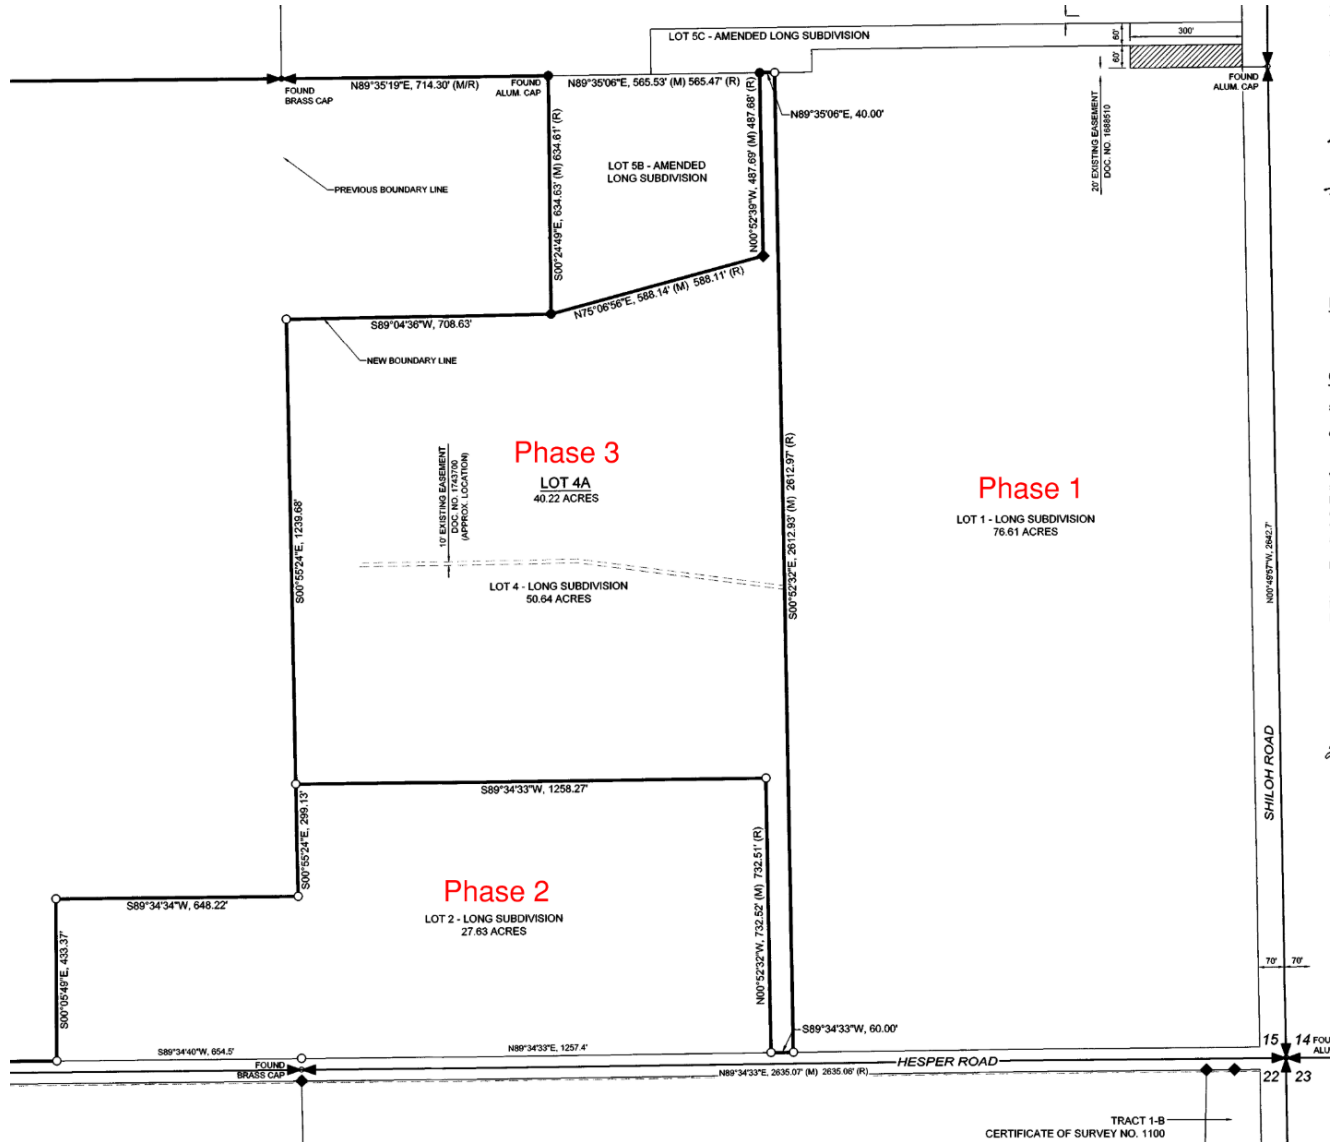 LOT 5C - AMENDED LONG SUBDIVISION
60'
300'
60'
N89°35'19"E, 714.30' (M/R)
FOUND
BRASS CAP
FOUND
ALUM. CAP
N89°35'06"E, 565.53' (M) 565.47' (R)
FOUND
ALUM. CAP
N89°35'06"E, 40.00'
S00°24'49"E, 634.63' (M) 634.61' (R)
N00°52'39"W, 487.69' (M) 487.68' (R)
20' EXISTING EASEMENT
DOC. NO. 1688510
LOT 5B - AMENDED
LONG SUBDIVISION
PREVIOUS BOUNDARY LINE
N75°06'56"E, 588.14' (M) 588.11' (R)
S89°04'36"W, 708.63'
NEW BOUNDARY LINE
Phase 3
LOT 4A
40.22 ACRES
10' EXISTING EASEMENT
DOC. NO. 1743700
(APPROX. LOCATION)
Phase 1
LOT 1 - LONG SUBDIVISION
76.61 ACRES
S00°55'24"E, 1239.68'
S00°52'32"E, 2612.93' (M) 2612.97' (R)
N00°49'57"W, 2642.7'
LOT 4 - LONG SUBDIVISION
50.64 ACRES
SHILOH ROAD
S89°34'33"W, 1258.27'
S00°55'24"E, 299.13'
N00°52'32"W, 732.52' (M) 732.51' (R)
Phase 2
LOT 2 - LONG SUBDIVISION
27.63 ACRES
S89°34'34"W, 648.22'
S00°05'49"E, 433.37'
70'
70'
S89°34'33"W, 60.00'
S89°34'40"W, 654.5'
N89°34'33"E, 1257.4'
HESPER ROAD
15
14
FOU
ALU
FOUND
BRASS CAP
N89°34'33"E, 2635.07' (M) 2635.06' (R)
22
23
TRACT 1-B
CERTIFICATE OF SURVEY NO. 1100